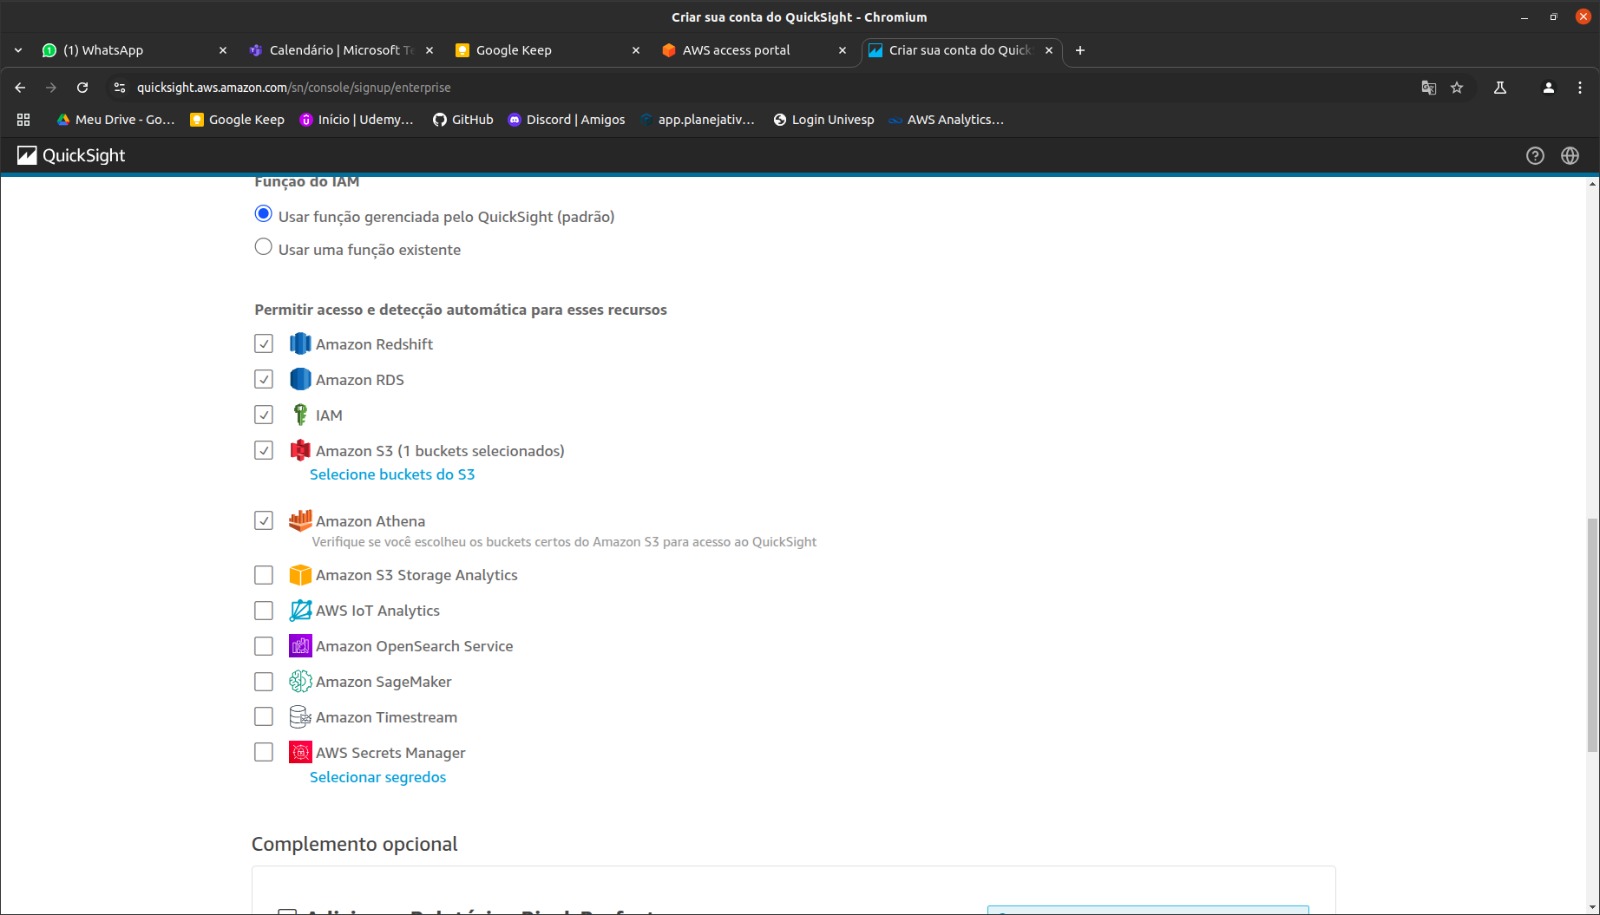 Criar sua conta do QuickSight - Chromium
(1) WhatsApp
Calendário | Microsoft Te
Google Keep
AWS access portal
Criar sua conta do Quick
quicksight.aws.amazon.com/sn/console/signup/enterprise
Meu Drive - Go...
Google Keep
Início | Udemy...
GitHub
Discord | Amigos
app.planejativ...
Login Univesp
AWS Analytics...
QuickSight
Função do IAM
Usar função gerenciada pelo QuickSight (padrão)
Usar uma função existente
Permitir acesso e detecção automática para esses recursos
Amazon Redshift
Amazon RDS
IAM
Amazon S3 (1 buckets selecionados)
Selecione buckets do S3
Amazon Athena
Verifique se você escolheu os buckets certos do Amazon S3 para acesso ao QuickSight
Amazon S3 Storage Analytics
AWS IoT Analytics
Amazon OpenSearch Service
Amazon SageMaker
Amazon Timestream
AWS Secrets Manager
Selecionar segredos
Complemento opcional